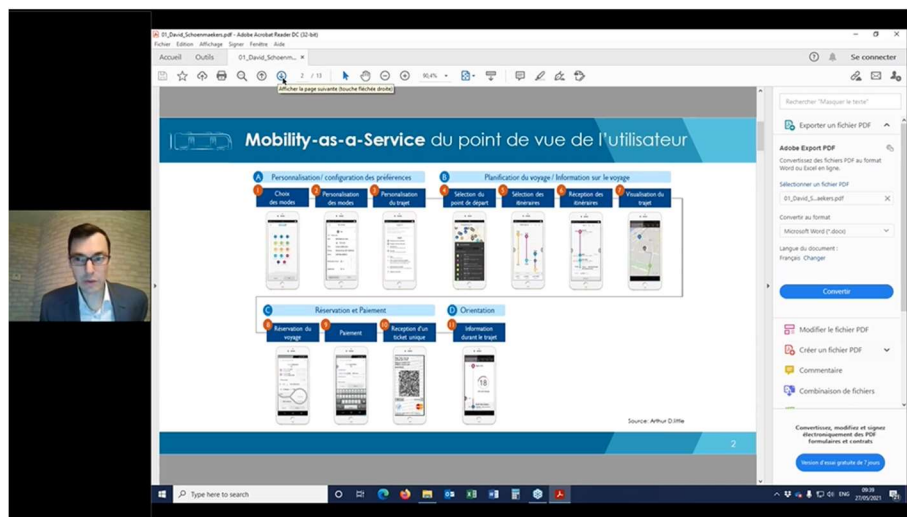 01_David_Schoenmaekers.pdf - Adobe Acrobat Reader DC (32-bit)
Fichier Edition Affichage Signer Fenêtre Aide
Accueil Outils 01_David_Schoenm... × Se connecter
2 / 13 90,4%
Afficher la page suivante (touche fléchée droite)
Mobility-as-a-Service du point de vue de l'utilisateur
A Personnalisation/ configuration des préferences
B Planification du voyage / Information sur le voyage
1 Choix des modes
2 Personalisation des modes
3 Personalisation du trajet
4 Sélection du point de départ
5 Sélection des itinéraires
6 Réception des itinéraires
7 Visualisation du trajet
C Réservation et Paiement
D Orientation
8 Réservation du voyage
9 Paiement
10 Reception d'un ticket unique
11 Information durant le trajet
18
Source: Arthur D.little
2
Rechercher "Masquer le texte"
Exporter un fichier PDF
Adobe Export PDF
Convertissez des fichiers PDF au format
Word ou Excel en ligne.
Sélectionner un fichier PDF
01_David_S...aekers.pdf ×
Convertir au format
Microsoft Word (*.docx)
Langue du document :
Français Changer
Convertir
Modifier le fichier PDF
Créer un fichier PDF
Commentaire
Combinaison de fichiers
Convertissez, modifiez et signez
électroniquement des PDF
formulaires et contrats
Version d'essai gratuite de 7 jours
Type here to search
ENG
09:39
27/05/2021